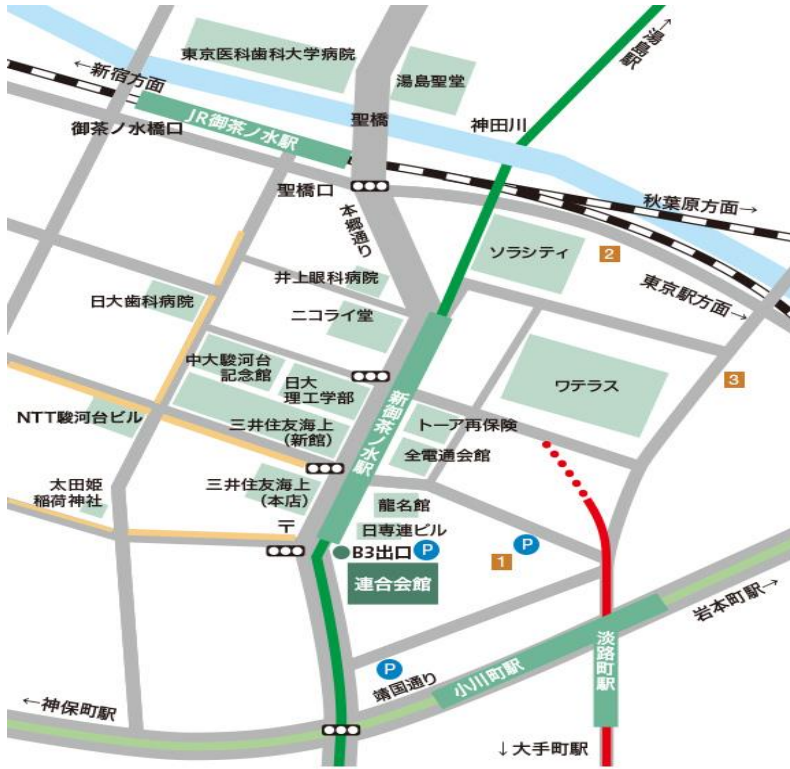 東京医科歯科大学病院
湯島聖堂
→湯島駅
←新宿方面
聖橋
神田川
JR御茶ノ水駅
御茶ノ水橋口
聖橋口
本郷通り
秋葉原方面→
ソラシティ
2
東京駅方面→
井上眼科病院
日大歯科病院
ニコライ堂
中大駿河台
記念館
日大
理工学部
新御茶ノ水駅
ワテラス
3
NTT駿河台ビル
三井住友海上
(新館)
トーア再保険
全電通会館
太田姫
稲荷神社
三井住友海上
(本店)
龍名館
〒
日専連ビル
B3出口
P
1
P
連合会館
岩本町駅→
淡路町駅
P
靖国通り
小川町駅
←神保町駅
↓大手町駅